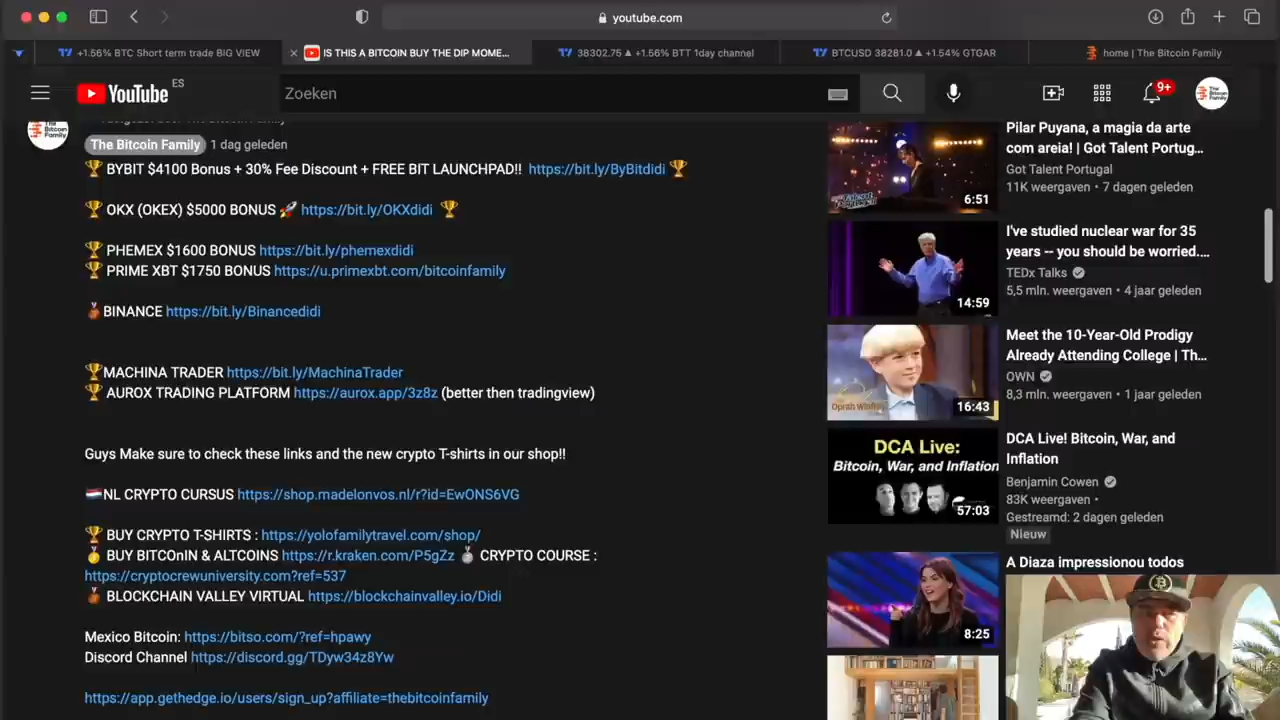 youtube.com
+1.56% BTC Short term trade BIG VIEW
IS THIS A BITCOIN BUY THE DIP MOME...
38302.75 ▲ +1.56% BTT 1day channel
BTCUSD 38281.0 ▲ +1.54% GTGAR
home | The Bitcoin Family
YouTube ES
Zoeken
9+
The Bitcoin Family
The Bitcoin Family 1 dag geleden
🏆 BYBIT $4100 Bonus + 30% Fee Discount + FREE BIT LAUNCHPAD!! https://bit.ly/ByBitdidi 🏆
🏆 OKX (OKEX) $5000 BONUS 🚀 https://bit.ly/OKXdidi 🏆
🏆 PHEMEX $1600 BONUS https://bit.ly/phemexdidi
🏆 PRIME XBT $1750 BONUS https://u.primexbt.com/bitcoinfamily
🥉BINANCE https://bit.ly/Binancedidi
🏆MACHINA TRADER https://bit.ly/MachinaTrader
🏆 AUROX TRADING PLATFORM https://aurox.app/3z8z (better then tradingview)
Guys Make sure to check these links and the new crypto T-shirts in our shop!!
🇳🇱NL CRYPTO CURSUS https://shop.madelonvos.nl/r?id=EwONS6VG
🏆 BUY CRYPTO T-SHIRTS : https://yolofamilytravel.com/shop/
🥇 BUY BITCOnIN & ALTCOINS https://r.kraken.com/P5gZz 🥈 CRYPTO COURSE :
https://cryptocrewuniversity.com?ref=537
🥉 BLOCKCHAIN VALLEY VIRTUAL https://blockchainvalley.io/Didi
Mexico Bitcoin: https://bitso.com/?ref=hpawy
Discord Channel https://discord.gg/TDyw34z8Yw
https://app.gethedge.io/users/sign_up?affiliate=thebitcoinfamily
6:51
Pilar Puyana, a magia da arte
com areia! | Got Talent Portug...
Got Talent Portugal
11K weergaven • 7 dagen geleden
14:59
I've studied nuclear war for 35
years -- you should be worried....
TEDx Talks
5,5 mln. weergaven • 4 jaar geleden
Oprah Winfrey
16:43
Meet the 10-Year-Old Prodigy
Already Attending College | Th...
OWN
8,3 mln. weergaven • 1 jaar geleden
DCA Live:
Bitcoin, War, and Inflation
57:03
DCA Live! Bitcoin, War, and
Inflation
Benjamin Cowen
83K weergaven •
Gestreamd: 2 dagen geleden
Nieuw
8:25
A Diaza impressionou todos